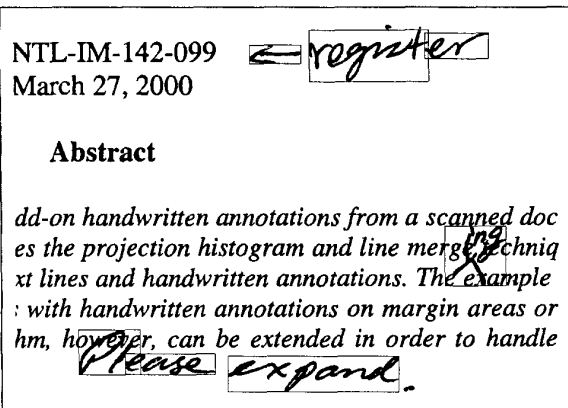 NTL-IM-142-099 ← register
March 27, 2000
Abstract
dd-on handwritten annotations from a scanned doc
es the projection histogram and line merge techniq
ing
xt lines and handwritten annotations. The example
: with handwritten annotations on margin areas or
hm, however, can be extended in order to handle
Please expand.